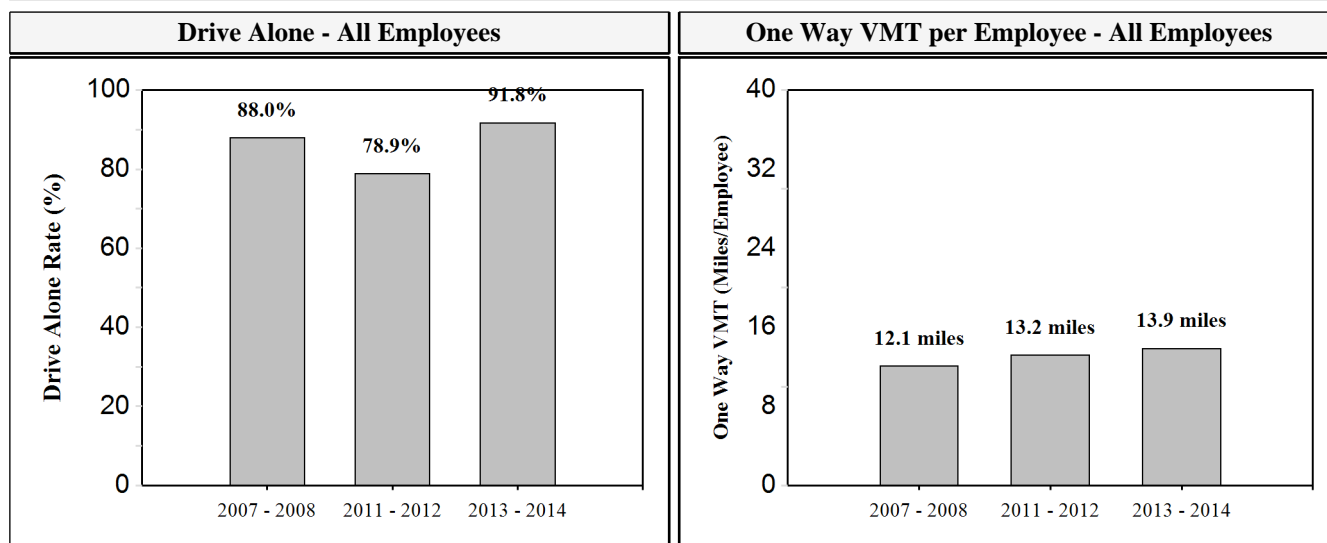 Drive Alone - All Employees
One Way VMT per Employee - All Employees
Drive Alone Rate (%)
100
80
60
40
20
0
88.0%
78.9%
91.8%
2007 - 2008
2011 - 2012
2013 - 2014
One Way VMT (Miles/Employee)
40
32
24
16
8
0
12.1 miles
13.2 miles
13.9 miles
2007 - 2008
2011 - 2012
2013 - 2014